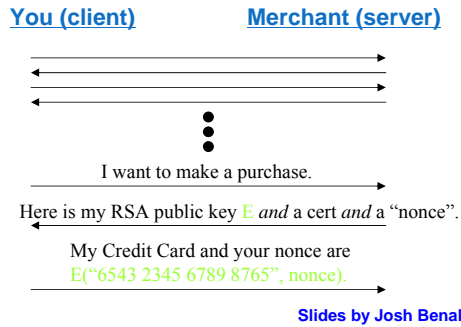 You (client) Merchant (server)
I want to make a purchase.
Here is my RSA public key E and a cert and a “nonce”.
My Credit Card and your nonce are
E(“6543 2345 6789 8765”, nonce).
Slides by Josh Benal